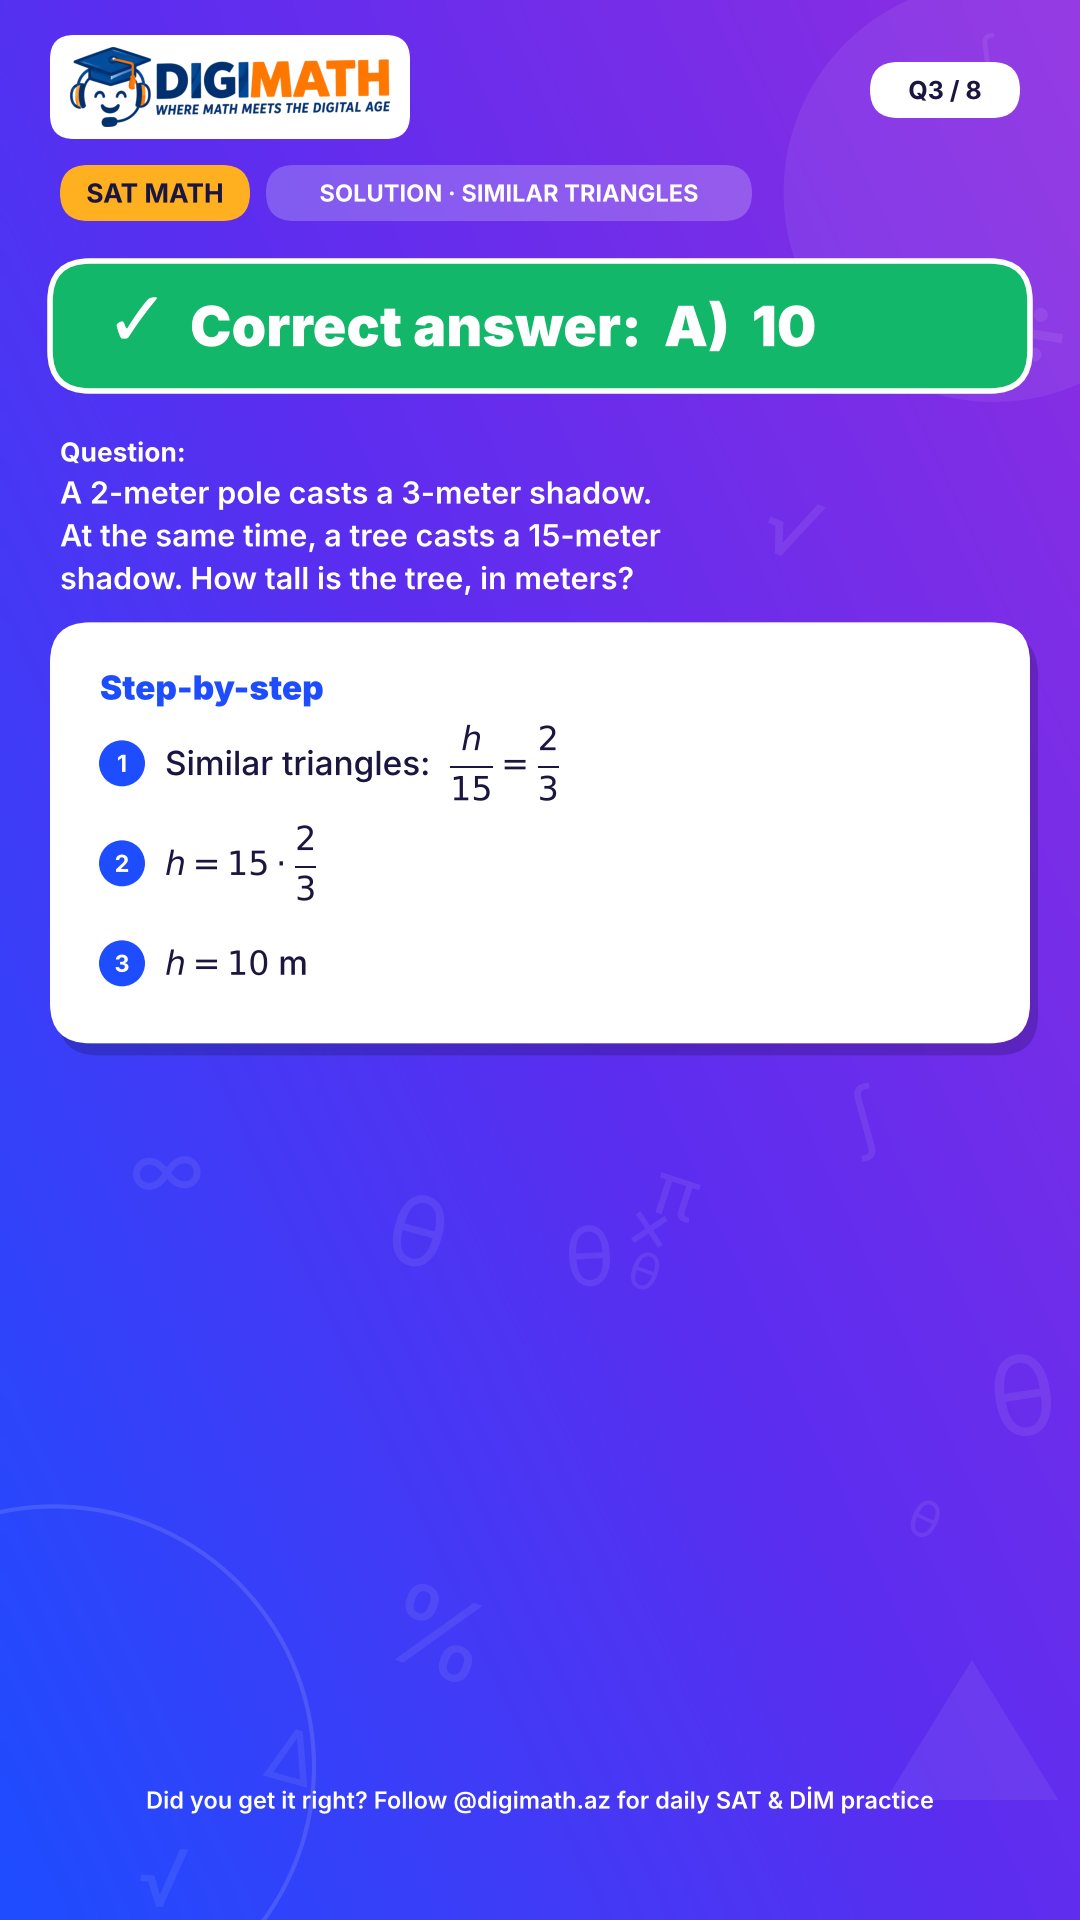 DIGIMATH
WHERE MATH MEETS THE DIGITAL AGE
Q3 / 8
SAT MATH
SOLUTION · SIMILAR TRIANGLES
✓ Correct answer: A) 10
Question:
A 2-meter pole casts a 3-meter shadow.
At the same time, a tree casts a 15-meter
shadow. How tall is the tree, in meters?
Step-by-step
1 Similar triangles: h/15 = 2/3
2 h = 15 · 2/3
3 h = 10 m
Did you get it right? Follow @digimath.az for daily SAT & DİM practice